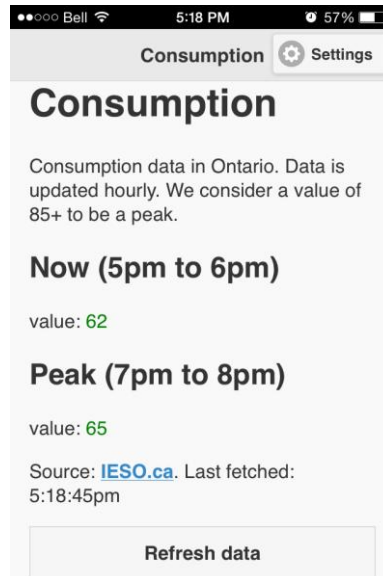 ●●○○○ Bell 5:18 PM 57%
Consumption Settings
Consumption
Consumption data in Ontario. Data is
updated hourly. We consider a value of
85+ to be a peak.
Now (5pm to 6pm)
value: 62
Peak (7pm to 8pm)
value: 65
Source: IESO.ca. Last fetched:
5:18:45pm
Refresh data